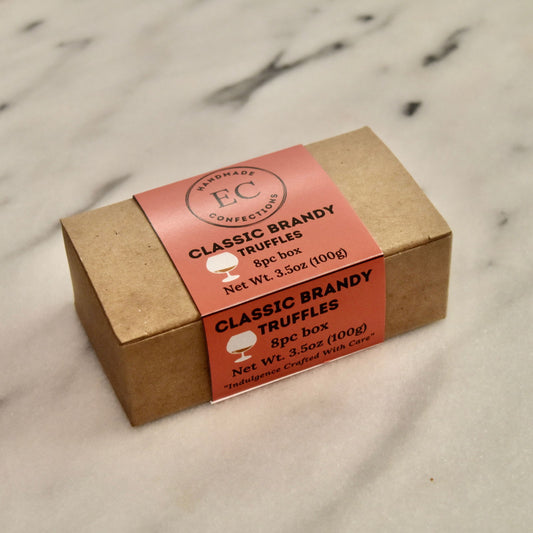 HANDMADE
EC
CONFECTIONS
CLASSIC BRANDY
TRUFFLES
8pc box
Net Wt. 3.5oz (100g)
CLASSIC BRANDY
TRUFFLES
8pc box
Net Wt. 3.5oz (100g)
"Indulgence Crafted With Care"